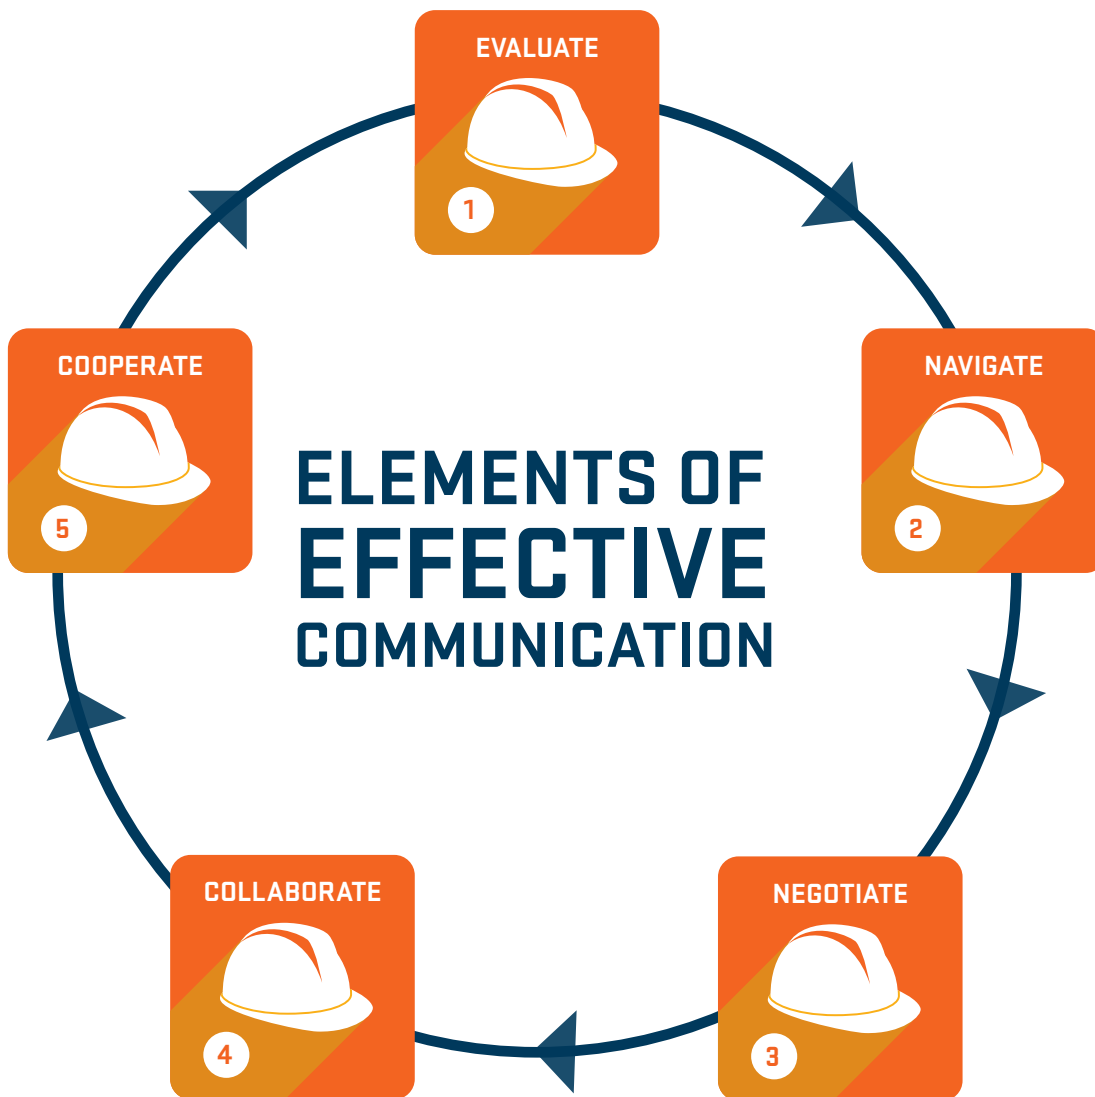 EVALUATE
1
NAVIGATE
2
NEGOTIATE
3
COLLABORATE
4
COOPERATE
5
ELEMENTS OF
EFFECTIVE
COMMUNICATION